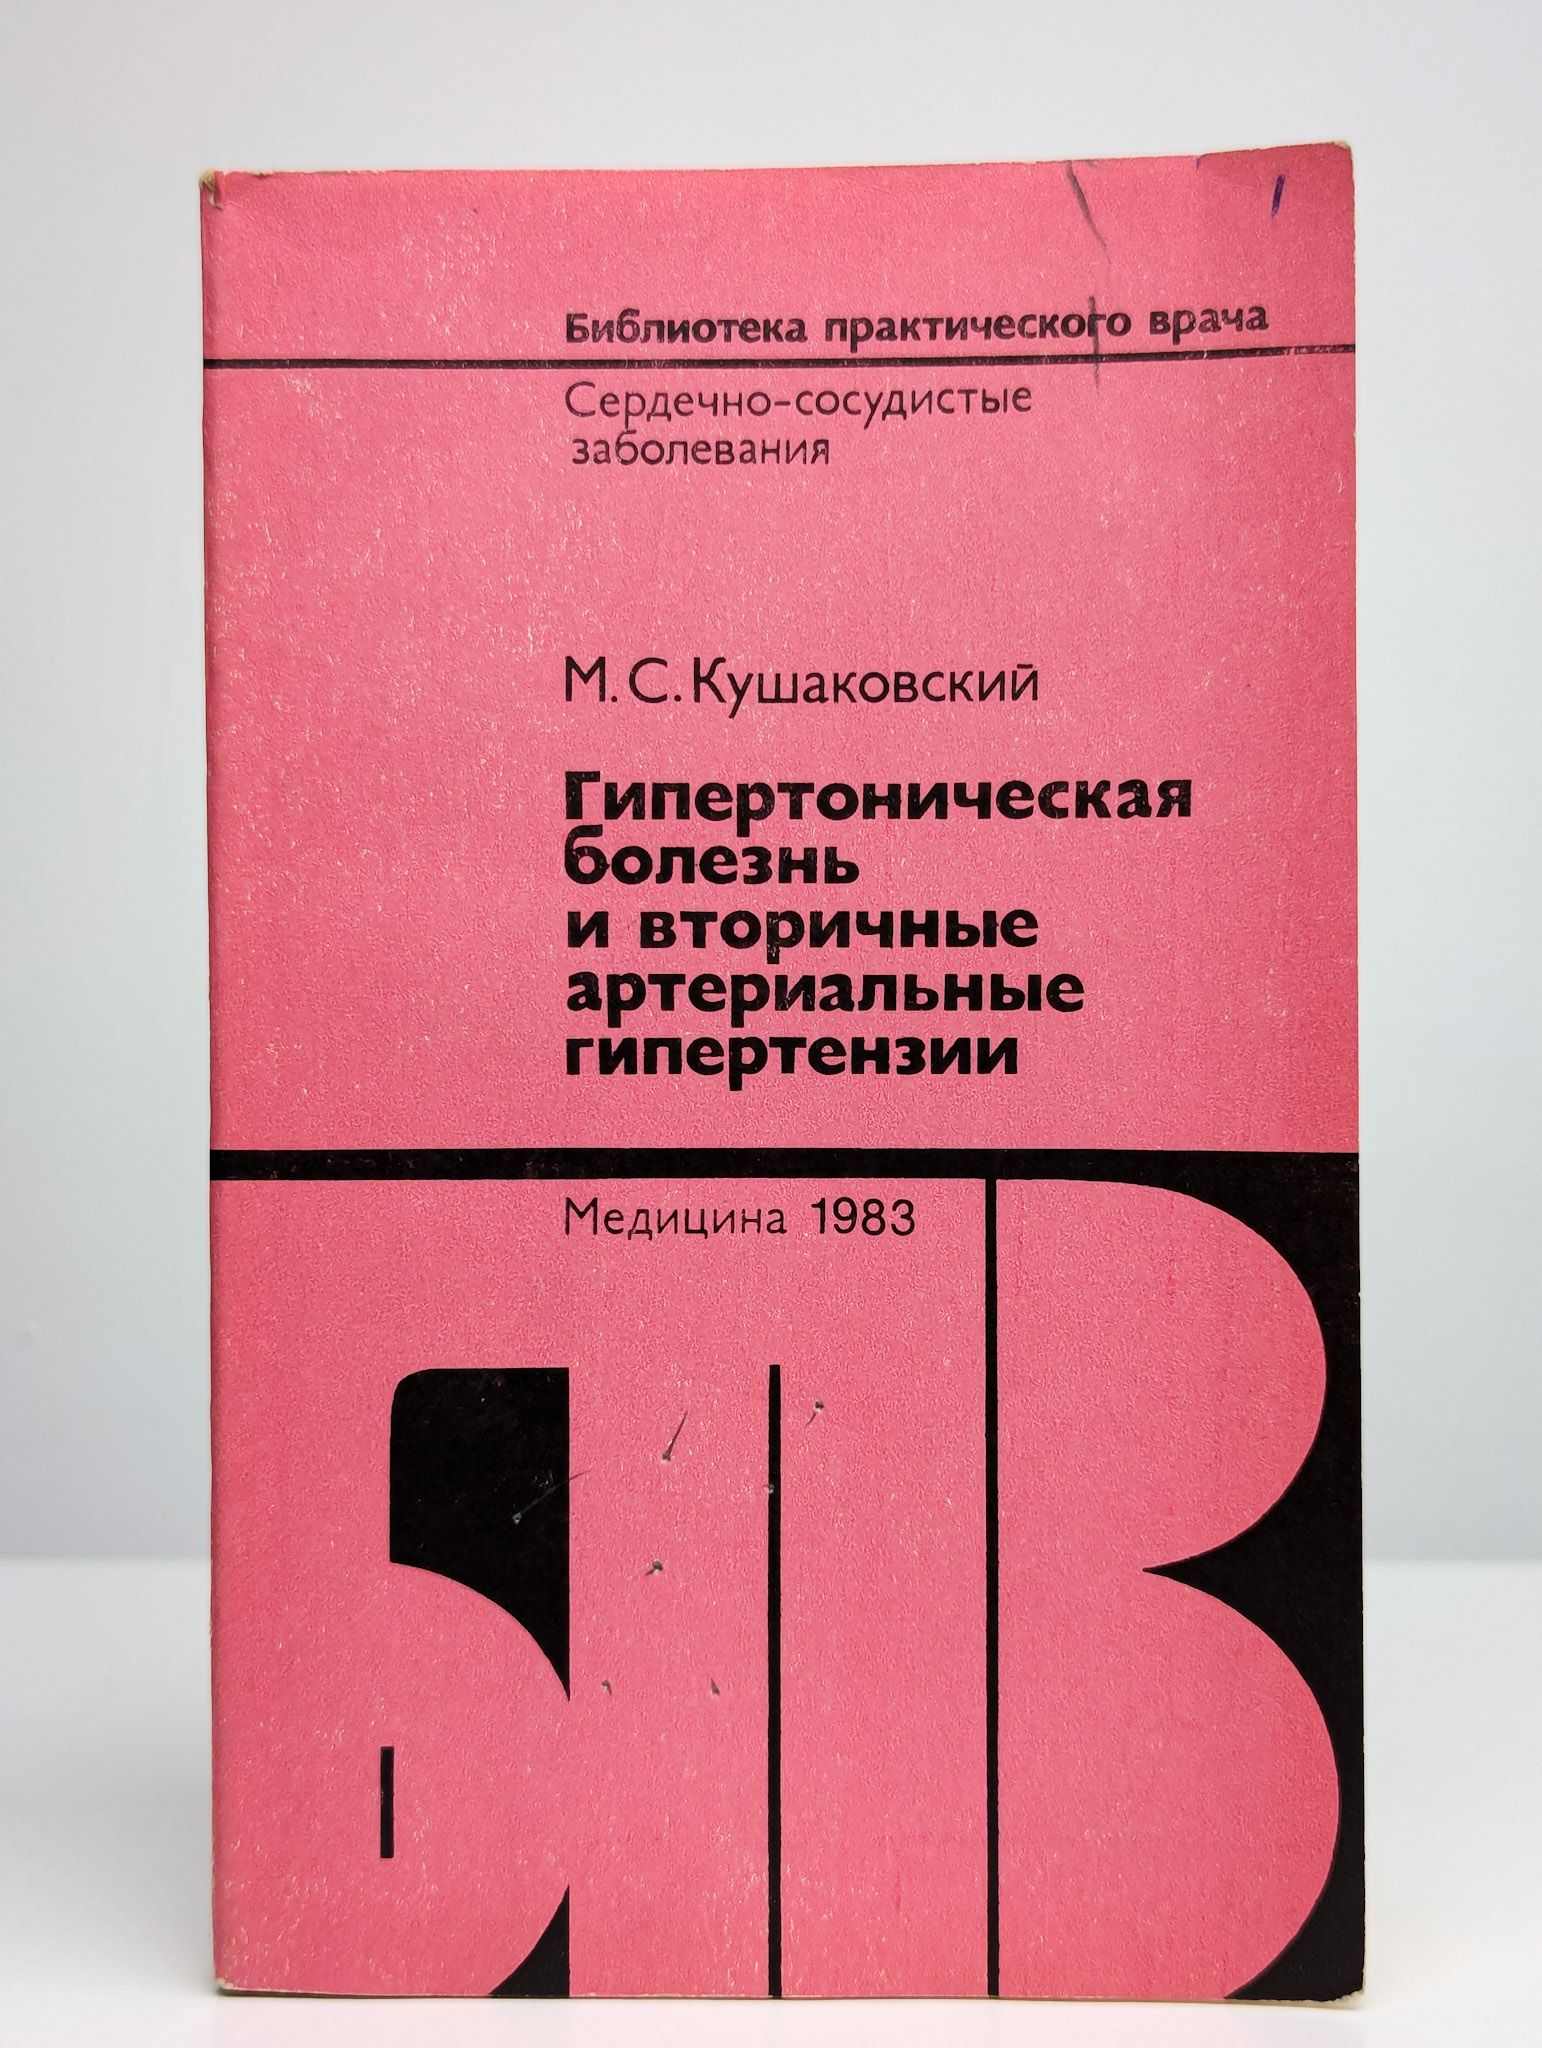 Библиотека практического врача
Сердечно-сосудистые
заболевания
М. С. Кушаковский
Гипертоническая
болезнь
и вторичные
артериальные
гипертензии
Медицина 1983
БПВ